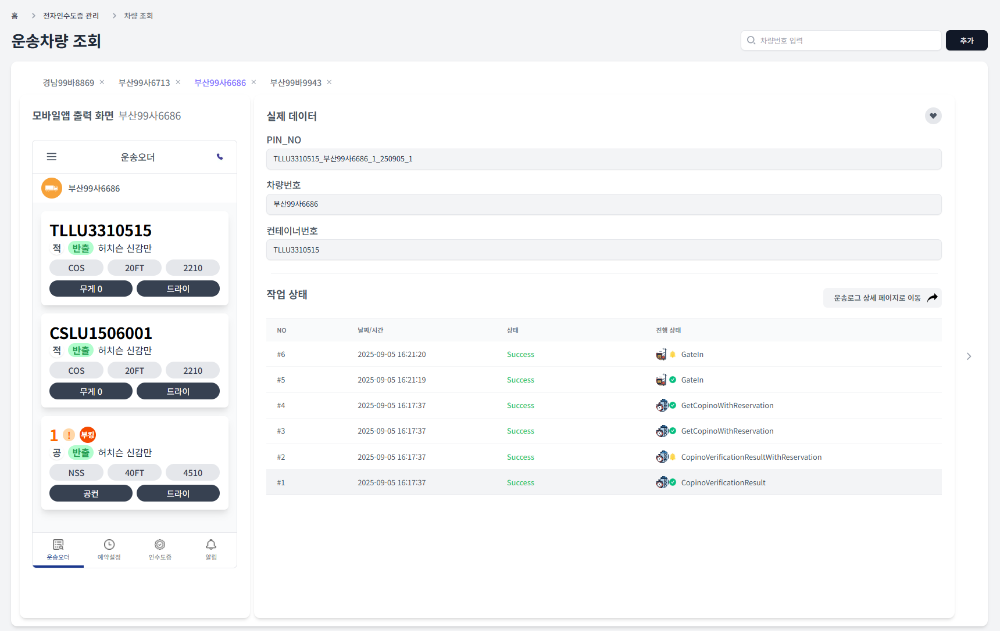 홈 전자인수도증 관리 차량 조회
운송차량 조회
차량번호 입력
추가
경남99바8869 부산99사6713 부산99사6686 부산99바9943
모바일앱 출력 화면 부산99사6686
운송오더
부산99사6686
TLLU3310515
적 반출 허치슨 신감만
COS 20FT 2210
무게 0 드라이
CSLU1506001
적 반출 허치슨 신감만
COS 20FT 2210
무게 0 드라이
1 ! 부킹
공 반출 허치슨 신감만
NSS 40FT 4510
공컨 드라이
운송오더 예약설정 인수도증 알림
실제 데이터
PIN_NO
TLLU3310515_부산99사6686_1_250905_1
차량번호
부산99사6686
컨테이너번호
TLLU3310515
작업 상태
운송로그 상세 페이지로 이동
NO 날짜/시간 상태 진행 상태
#6 2025-09-05 16:21:20 Success GateIn
#5 2025-09-05 16:21:19 Success GateIn
#4 2025-09-05 16:17:37 Success GetCopinoWithReservation
#3 2025-09-05 16:17:37 Success GetCopinoWithReservation
#2 2025-09-05 16:17:37 Success CopinoVerificationResultWithReservation
#1 2025-09-05 16:17:37 Success CopinoVerificationResult